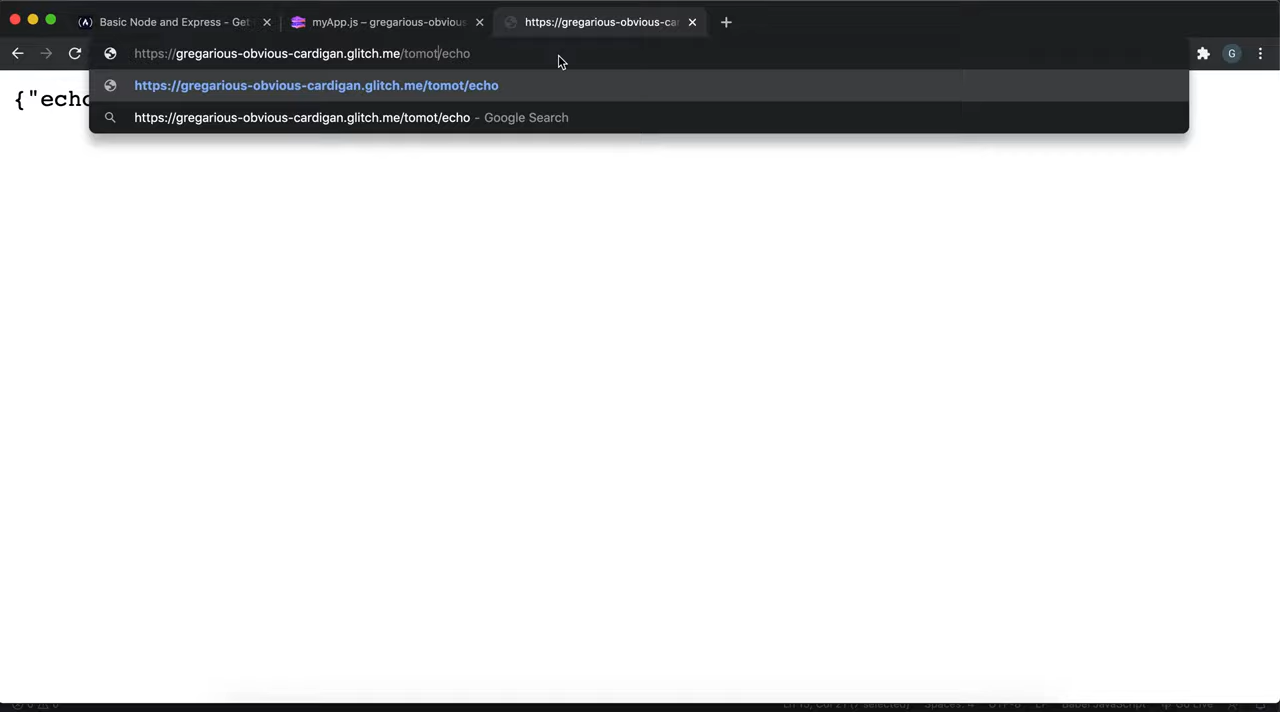 Basic Node and Express - Get
myApp.js – gregarious-obvious
https://gregarious-obvious-ca
https://gregarious-obvious-cardigan.glitch.me/tomot/echo
https://gregarious-obvious-cardigan.glitch.me/tomot/echo
https://gregarious-obvious-cardigan.glitch.me/tomot/echo - Google Search
{"echo
G